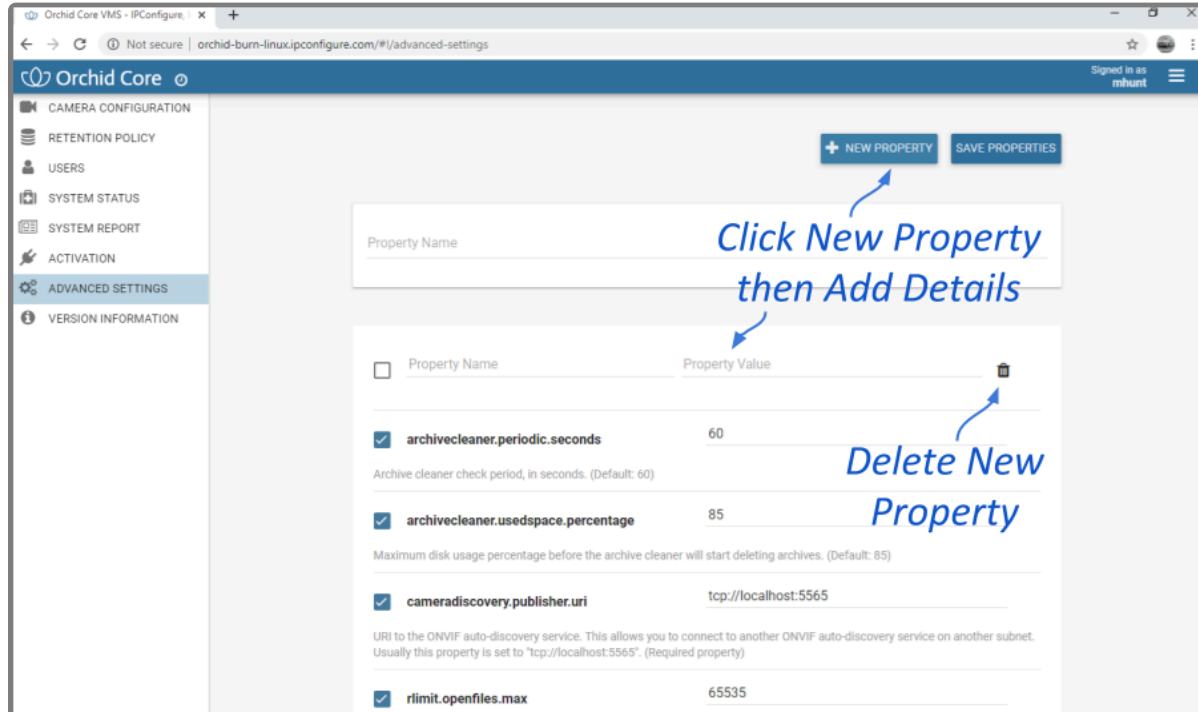 Orchid Core VMS - IPConfigure,
Not secure | orchid-burn-linux.ipconfigure.com/#!/advanced-settings
Orchid Core
Signed in as
mhunt
CAMERA CONFIGURATION
RETENTION POLICY
USERS
SYSTEM STATUS
SYSTEM REPORT
ACTIVATION
ADVANCED SETTINGS
VERSION INFORMATION
+ NEW PROPERTY
SAVE PROPERTIES
Property Name
Click New Property
then Add Details
Property Name
Property Value
archivecleaner.periodic.seconds
60
Archive cleaner check period, in seconds. (Default: 60)
Delete New
Property
archivecleaner.usedspace.percentage
85
Maximum disk usage percentage before the archive cleaner will start deleting archives. (Default: 85)
cameradiscovery.publisher.uri
tcp://localhost:5565
URI to the ONVIF auto-discovery service. This allows you to connect to another ONVIF auto-discovery service on another subnet.
Usually this property is set to "tcp://localhost:5565". (Required property)
rlimit.openfiles.max
65535